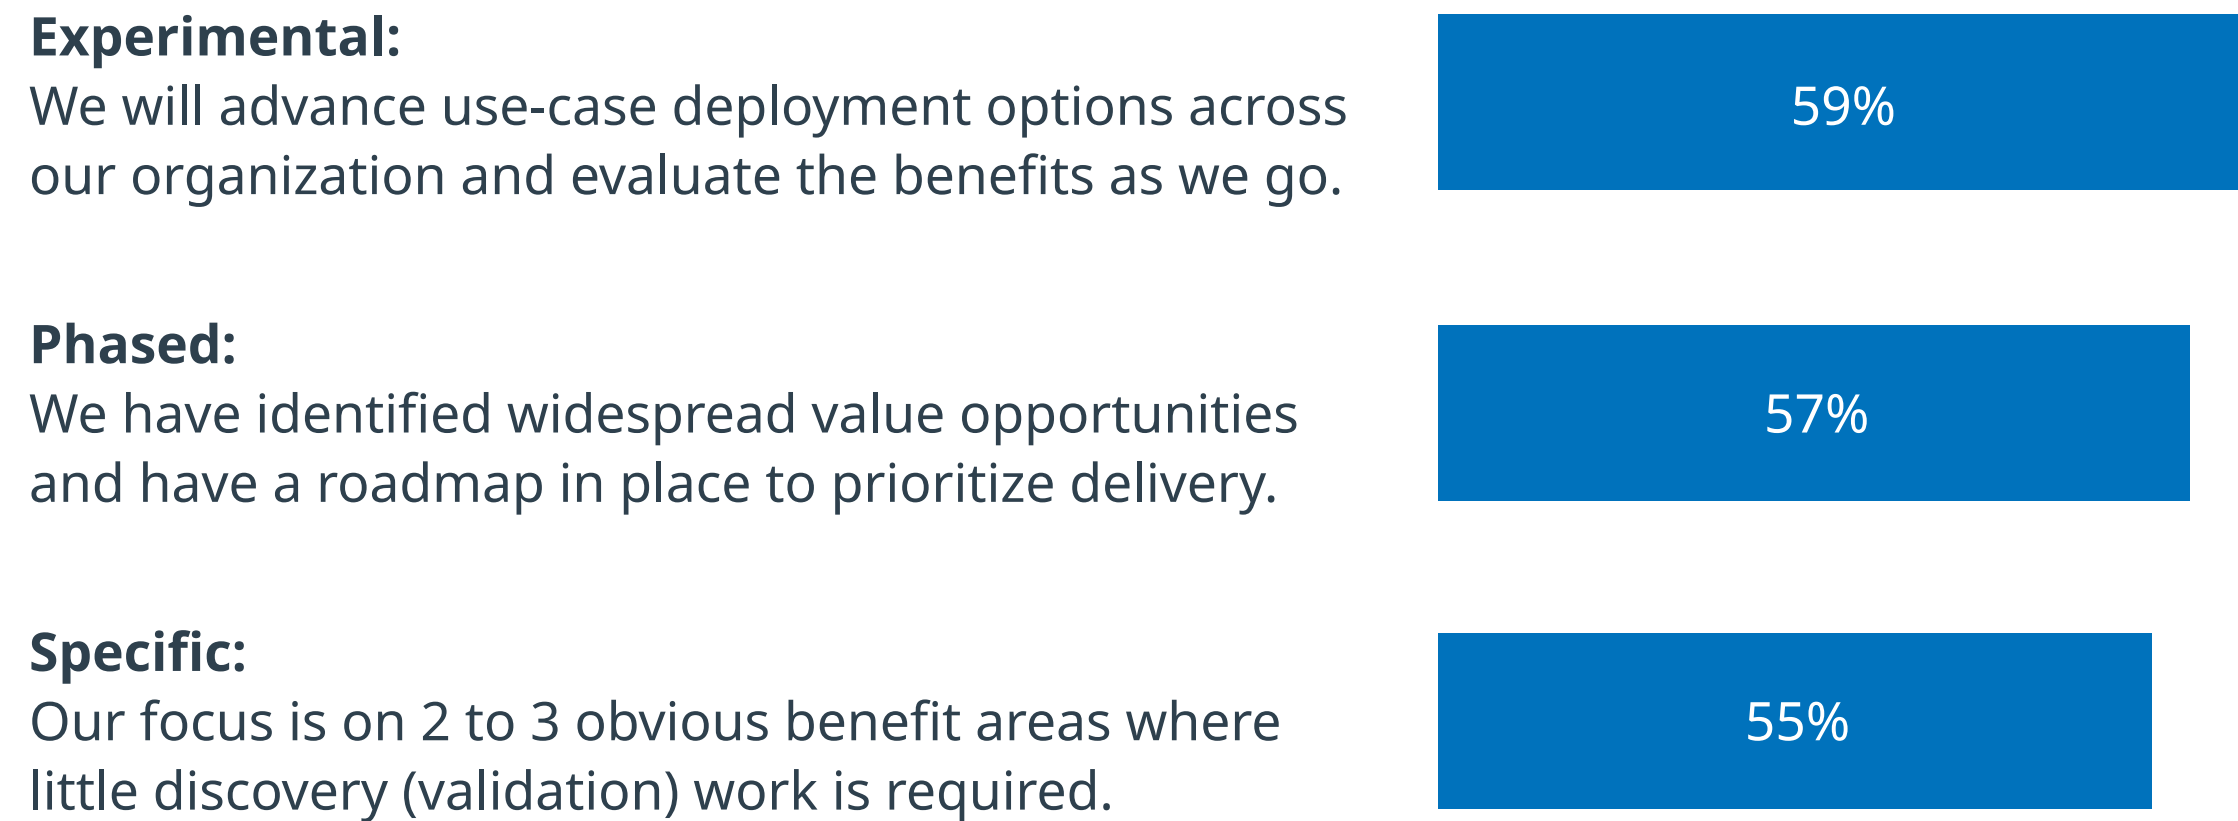 Experimental:
We will advance use-case deployment options across
our organization and evaluate the benefits as we go.
59%
Phased:
We have identified widespread value opportunities
and have a roadmap in place to prioritize delivery.
57%
Specific:
Our focus is on 2 to 3 obvious benefit areas where
little discovery (validation) work is required.
55%